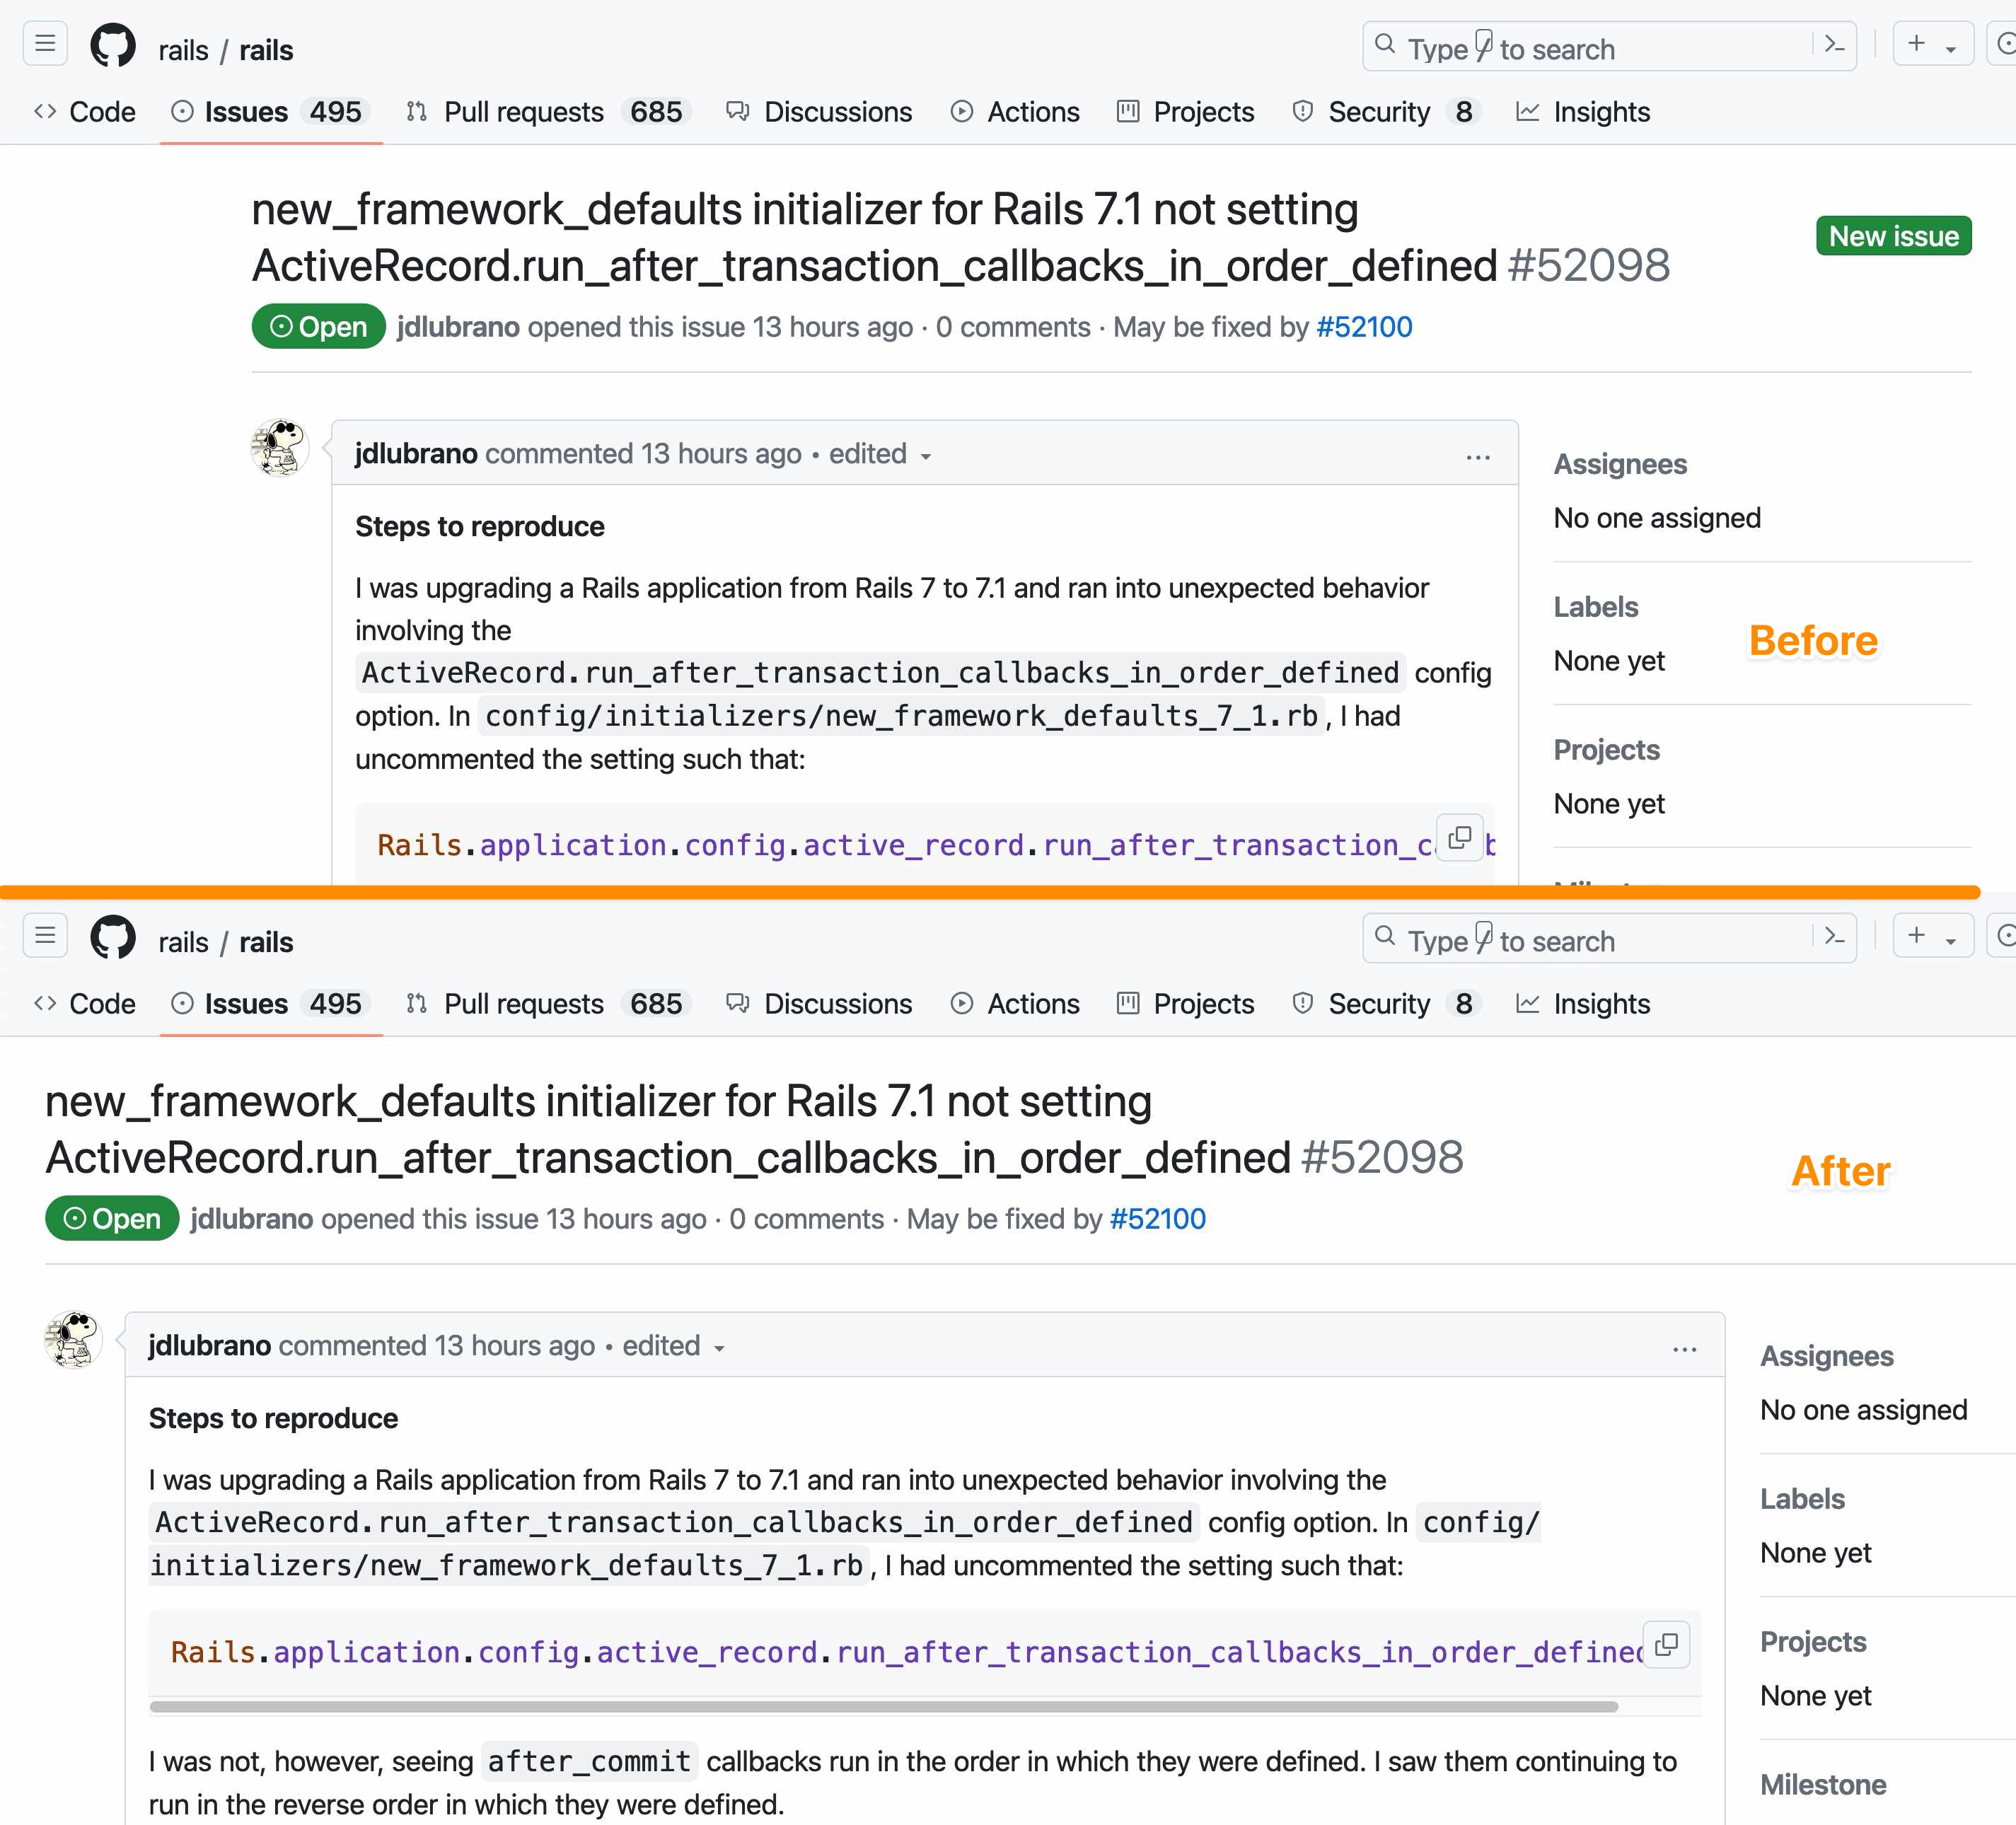 rails / rails
Type / to search
Code Issues 495 Pull requests 685 Discussions Actions Projects Security 8 Insights
new_framework_defaults initializer for Rails 7.1 not setting
ActiveRecord.run_after_transaction_callbacks_in_order_defined #52098
New issue
Open jdlubrano opened this issue 13 hours ago · 0 comments · May be fixed by #52100
jdlubrano commented 13 hours ago • edited
Steps to reproduce
I was upgrading a Rails application from Rails 7 to 7.1 and ran into unexpected behavior
involving the
ActiveRecord.run_after_transaction_callbacks_in_order_defined config
option. In config/initializers/new_framework_defaults_7_1.rb, I had
uncommented the setting such that:
Rails.application.config.active_record.run_after_transaction_c
Assignees
No one assigned
Labels
None yet
Before
Projects
None yet
rails / rails
Type / to search
Code Issues 495 Pull requests 685 Discussions Actions Projects Security 8 Insights
new_framework_defaults initializer for Rails 7.1 not setting
ActiveRecord.run_after_transaction_callbacks_in_order_defined #52098
After
Open jdlubrano opened this issue 13 hours ago · 0 comments · May be fixed by #52100
jdlubrano commented 13 hours ago • edited
Steps to reproduce
I was upgrading a Rails application from Rails 7 to 7.1 and ran into unexpected behavior involving the
ActiveRecord.run_after_transaction_callbacks_in_order_defined config option. In config/
initializers/new_framework_defaults_7_1.rb, I had uncommented the setting such that:
Rails.application.config.active_record.run_after_transaction_callbacks_in_order_defined
I was not, however, seeing after_commit callbacks run in the order in which they were defined. I saw them continuing to
run in the reverse order in which they were defined.
Assignees
No one assigned
Labels
None yet
Projects
None yet
Milestone